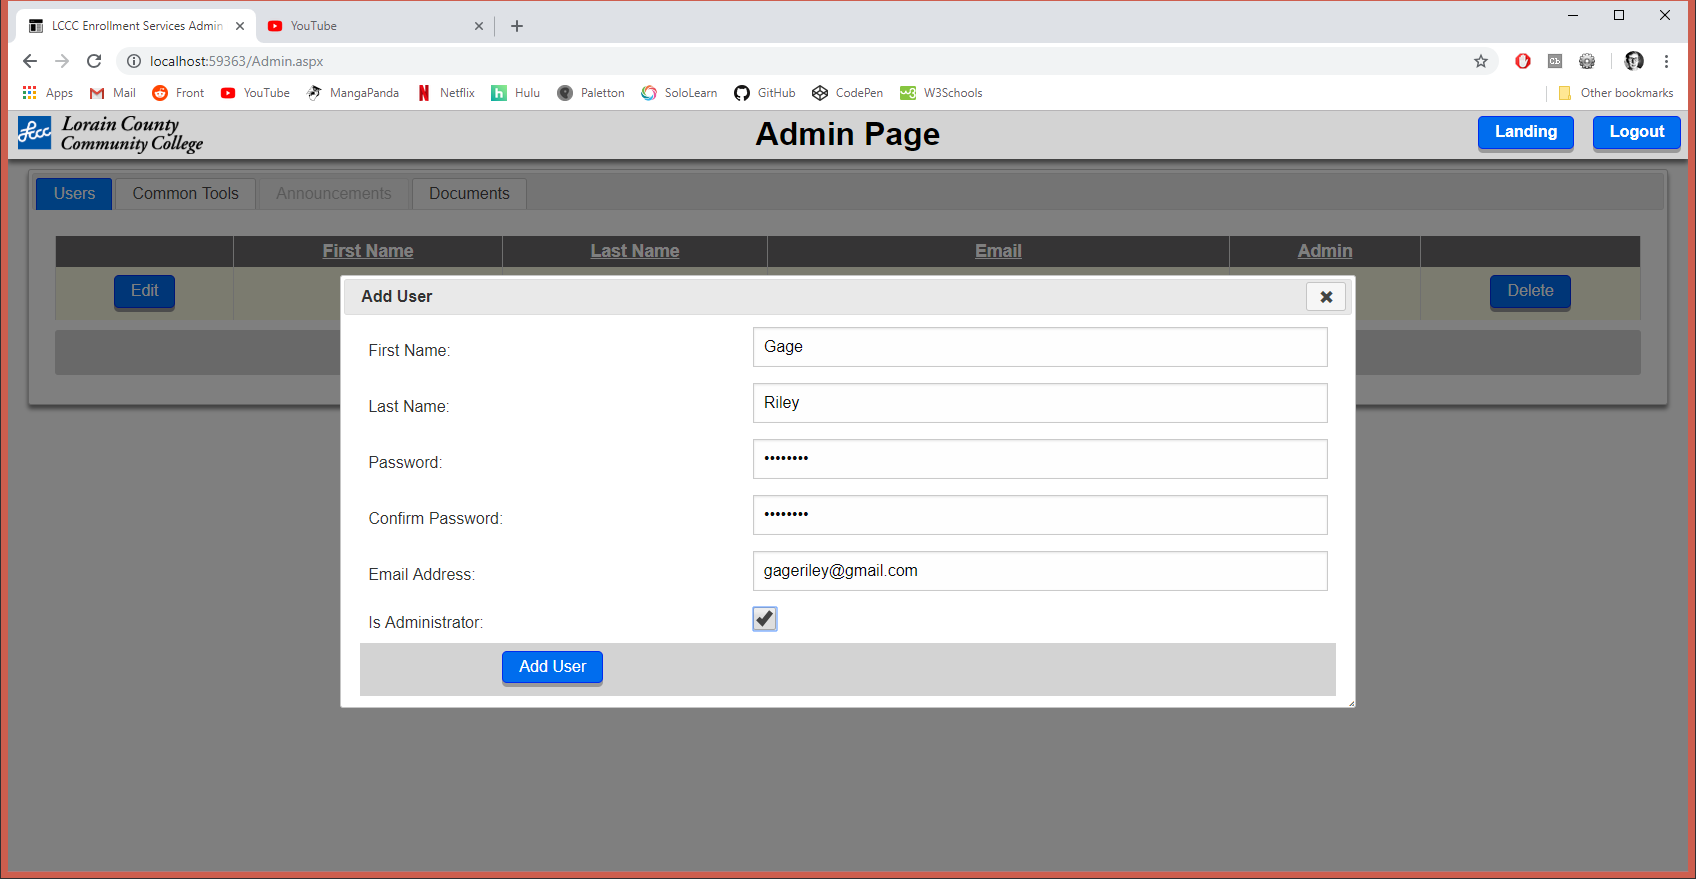 LCCC Enrollment Services Admin
YouTube
localhost:59363/Admin.aspx
Apps Mail Front YouTube MangaPanda Netflix Hulu Paletton SoloLearn GitHub CodePen W3Schools Other bookmarks
Lorain County
Community College
Admin Page
Landing Logout
Users Common Tools Announcements Documents
First Name Last Name Email Admin
Edit Delete
Add User
First Name: Gage
Last Name: Riley
Password: ••••••••
Confirm Password: ••••••••
Email Address: gageriley@gmail.com
Is Administrator:
Add User